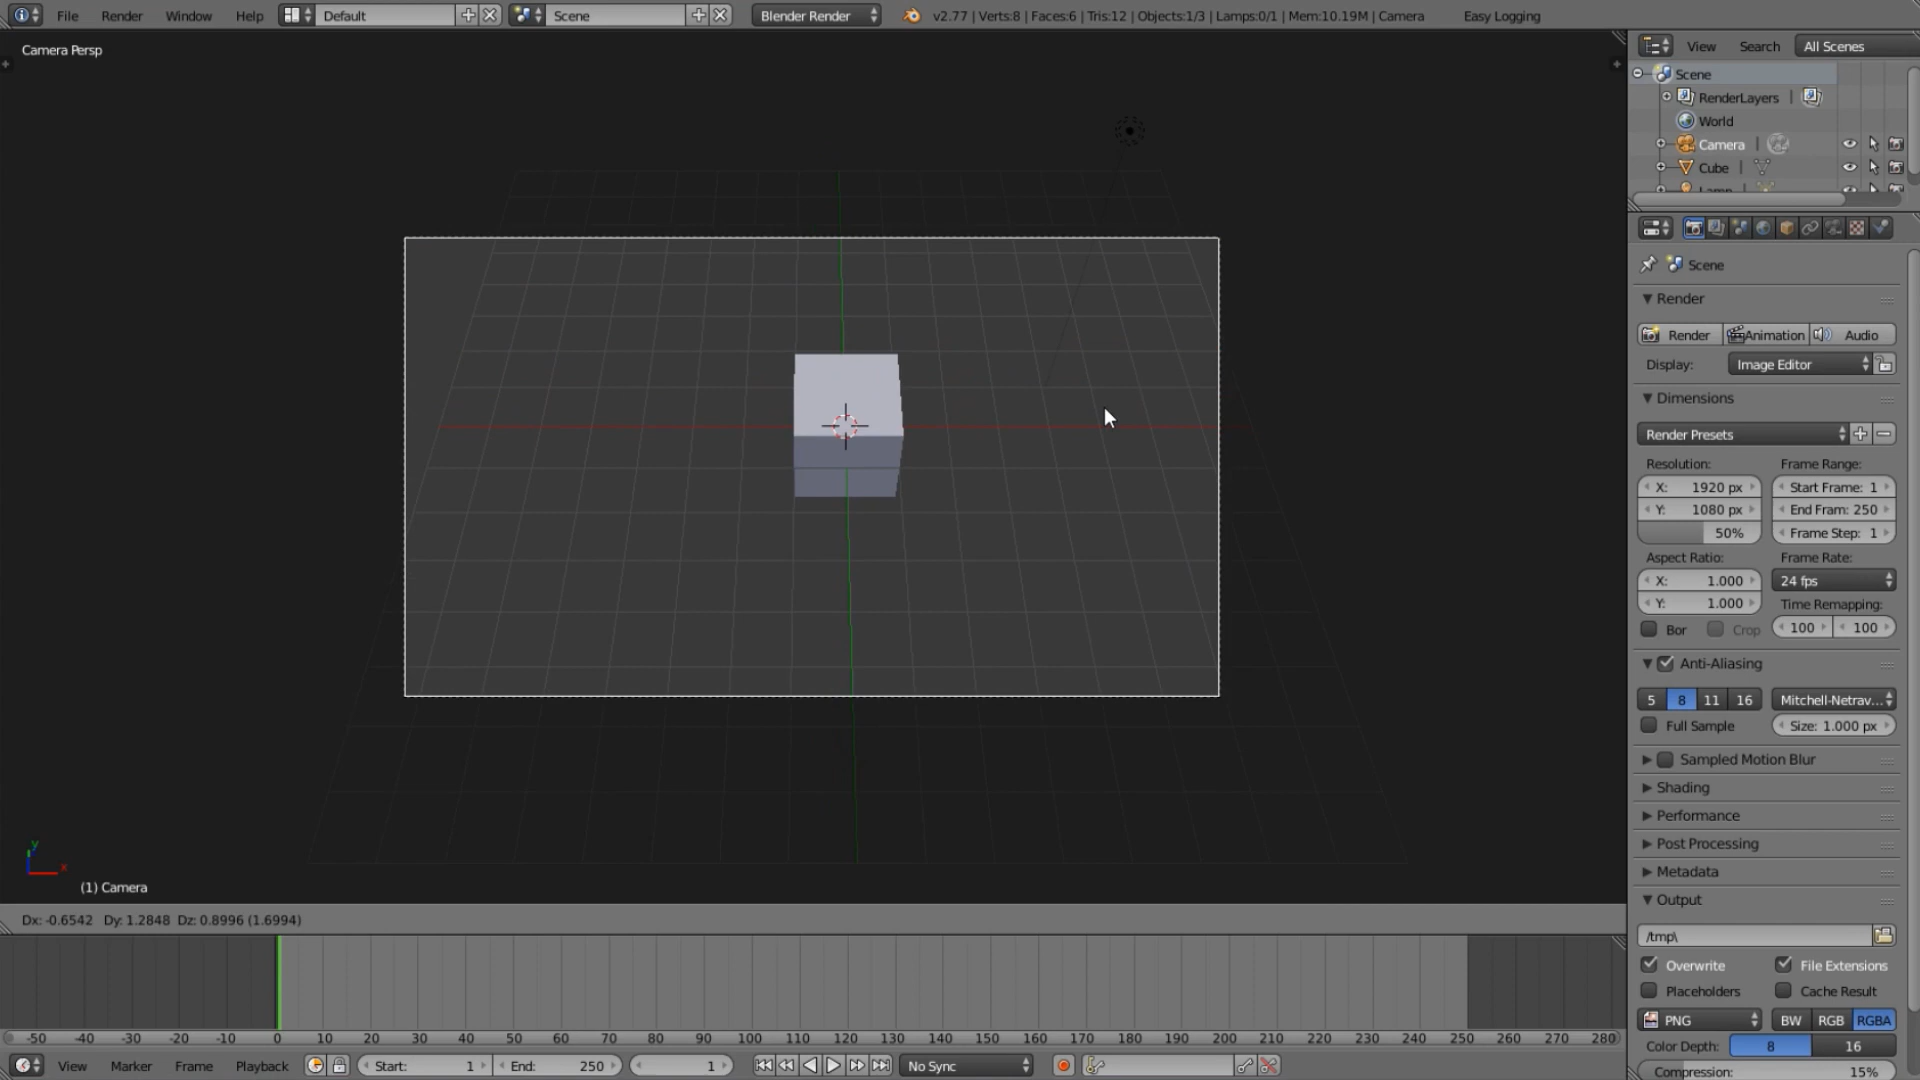 File Render Window Help Default Scene Blender Render v2.77 | Verts:8 | Faces:6 | Tris:12 | Objects:1/3 | Lamps:0/1 | Mem:10.19M | Camera Easy Logging
Camera Persp
View Search All Scenes
Scene
RenderLayers |
World
Camera |
Cube |
Lamp
Scene
Render
Render Animation Audio
Display: Image Editor
Dimensions
Render Presets
Resolution: Frame Range:
X: 1920 px Start Frame: 1
Y: 1080 px End Fram: 250
50% Frame Step: 1
Aspect Ratio: Frame Rate:
X: 1.000 24 fps
Y: 1.000 Time Remapping:
Bor Crop 100 100
Anti-Aliasing
5 8 11 16 Mitchell-Netrav...
Full Sample Size: 1.000 px
Sampled Motion Blur
Shading
Performance
Post Processing
Metadata
Output
/tmp\
Overwrite File Extensions
Placeholders Cache Result
PNG BW RGB RGBA
Color Depth: 8 16
Compression: 15%
y
x
(1) Camera
Dx: -0.6542 Dy: 1.2848 Dz: 0.8996 (1.6994)
-50 -40 -30 -20 -10 0 10 20 30 40 50 60 70 80 90 100 110 120 130 140 150 160 170 180 190 200 210 220 230 240 250 260 270 280
View Marker Frame Playback Start: 1 End: 250 1 No Sync